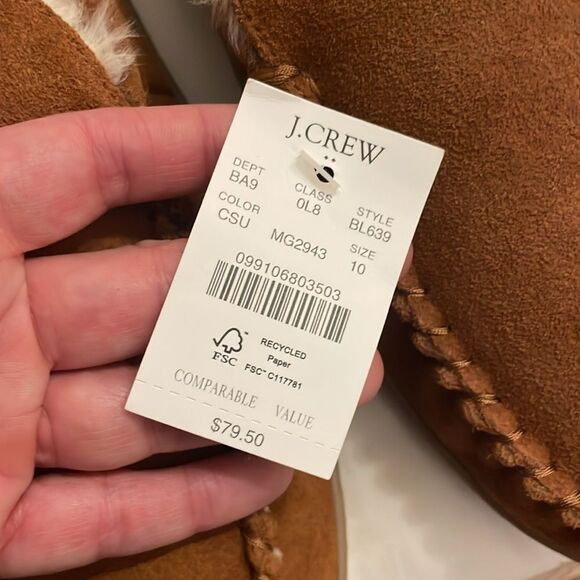 J.CREW
DEPT CLASS STYLE
BA9 0L8 BL639
COLOR SIZE
CSU MG2943 10
099106803503
FSC
RECYCLED
Paper
FSC™ C117781
COMPARABLE VALUE
$79.50